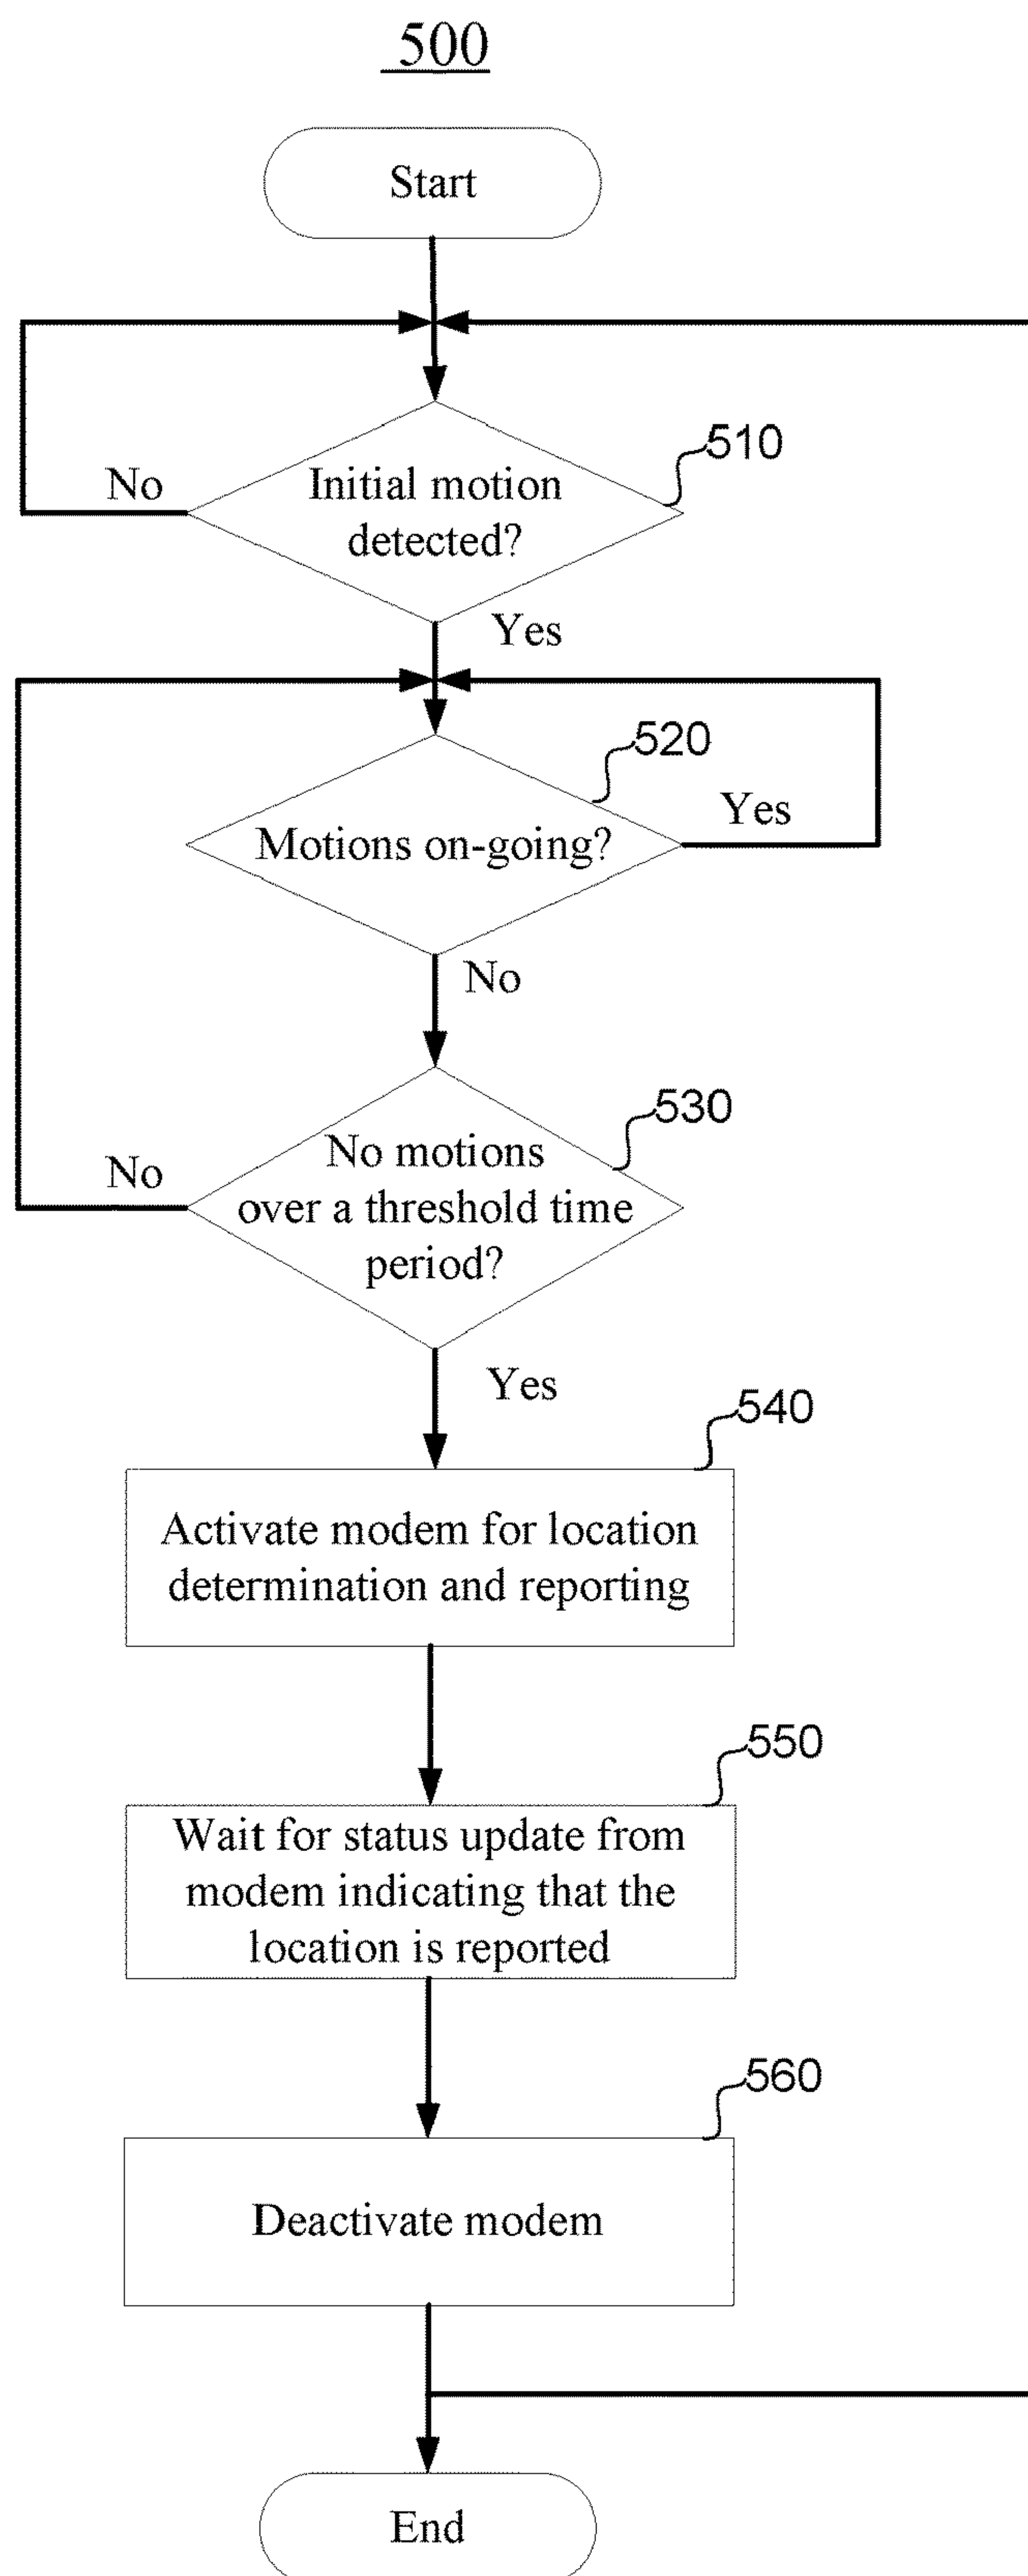 500
Start
510
No
Initial motion
detected?
Yes
520
Yes
Motions on-going?
No
530
No
No motions
over a threshold time
period?
Yes
540
Activate modem for location
determination and reporting
550
Wait for status update from
modem indicating that the
location is reported
560
Deactivate modem
End